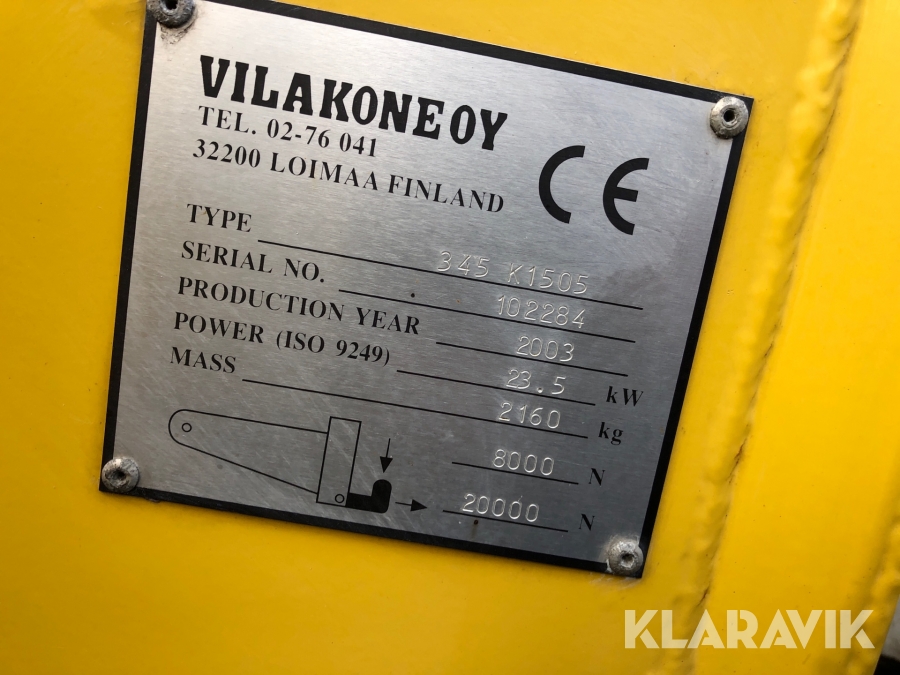 VILAKONE OY
TEL. 02-76 041
32200 LOIMAA FINLAND
CE
TYPE 345 K1505
SERIAL NO. 102284
PRODUCTION YEAR 2003
POWER (ISO 9249) 23.5 kW
MASS 2160 kg
8000 N
20000 N
KLARAVIK